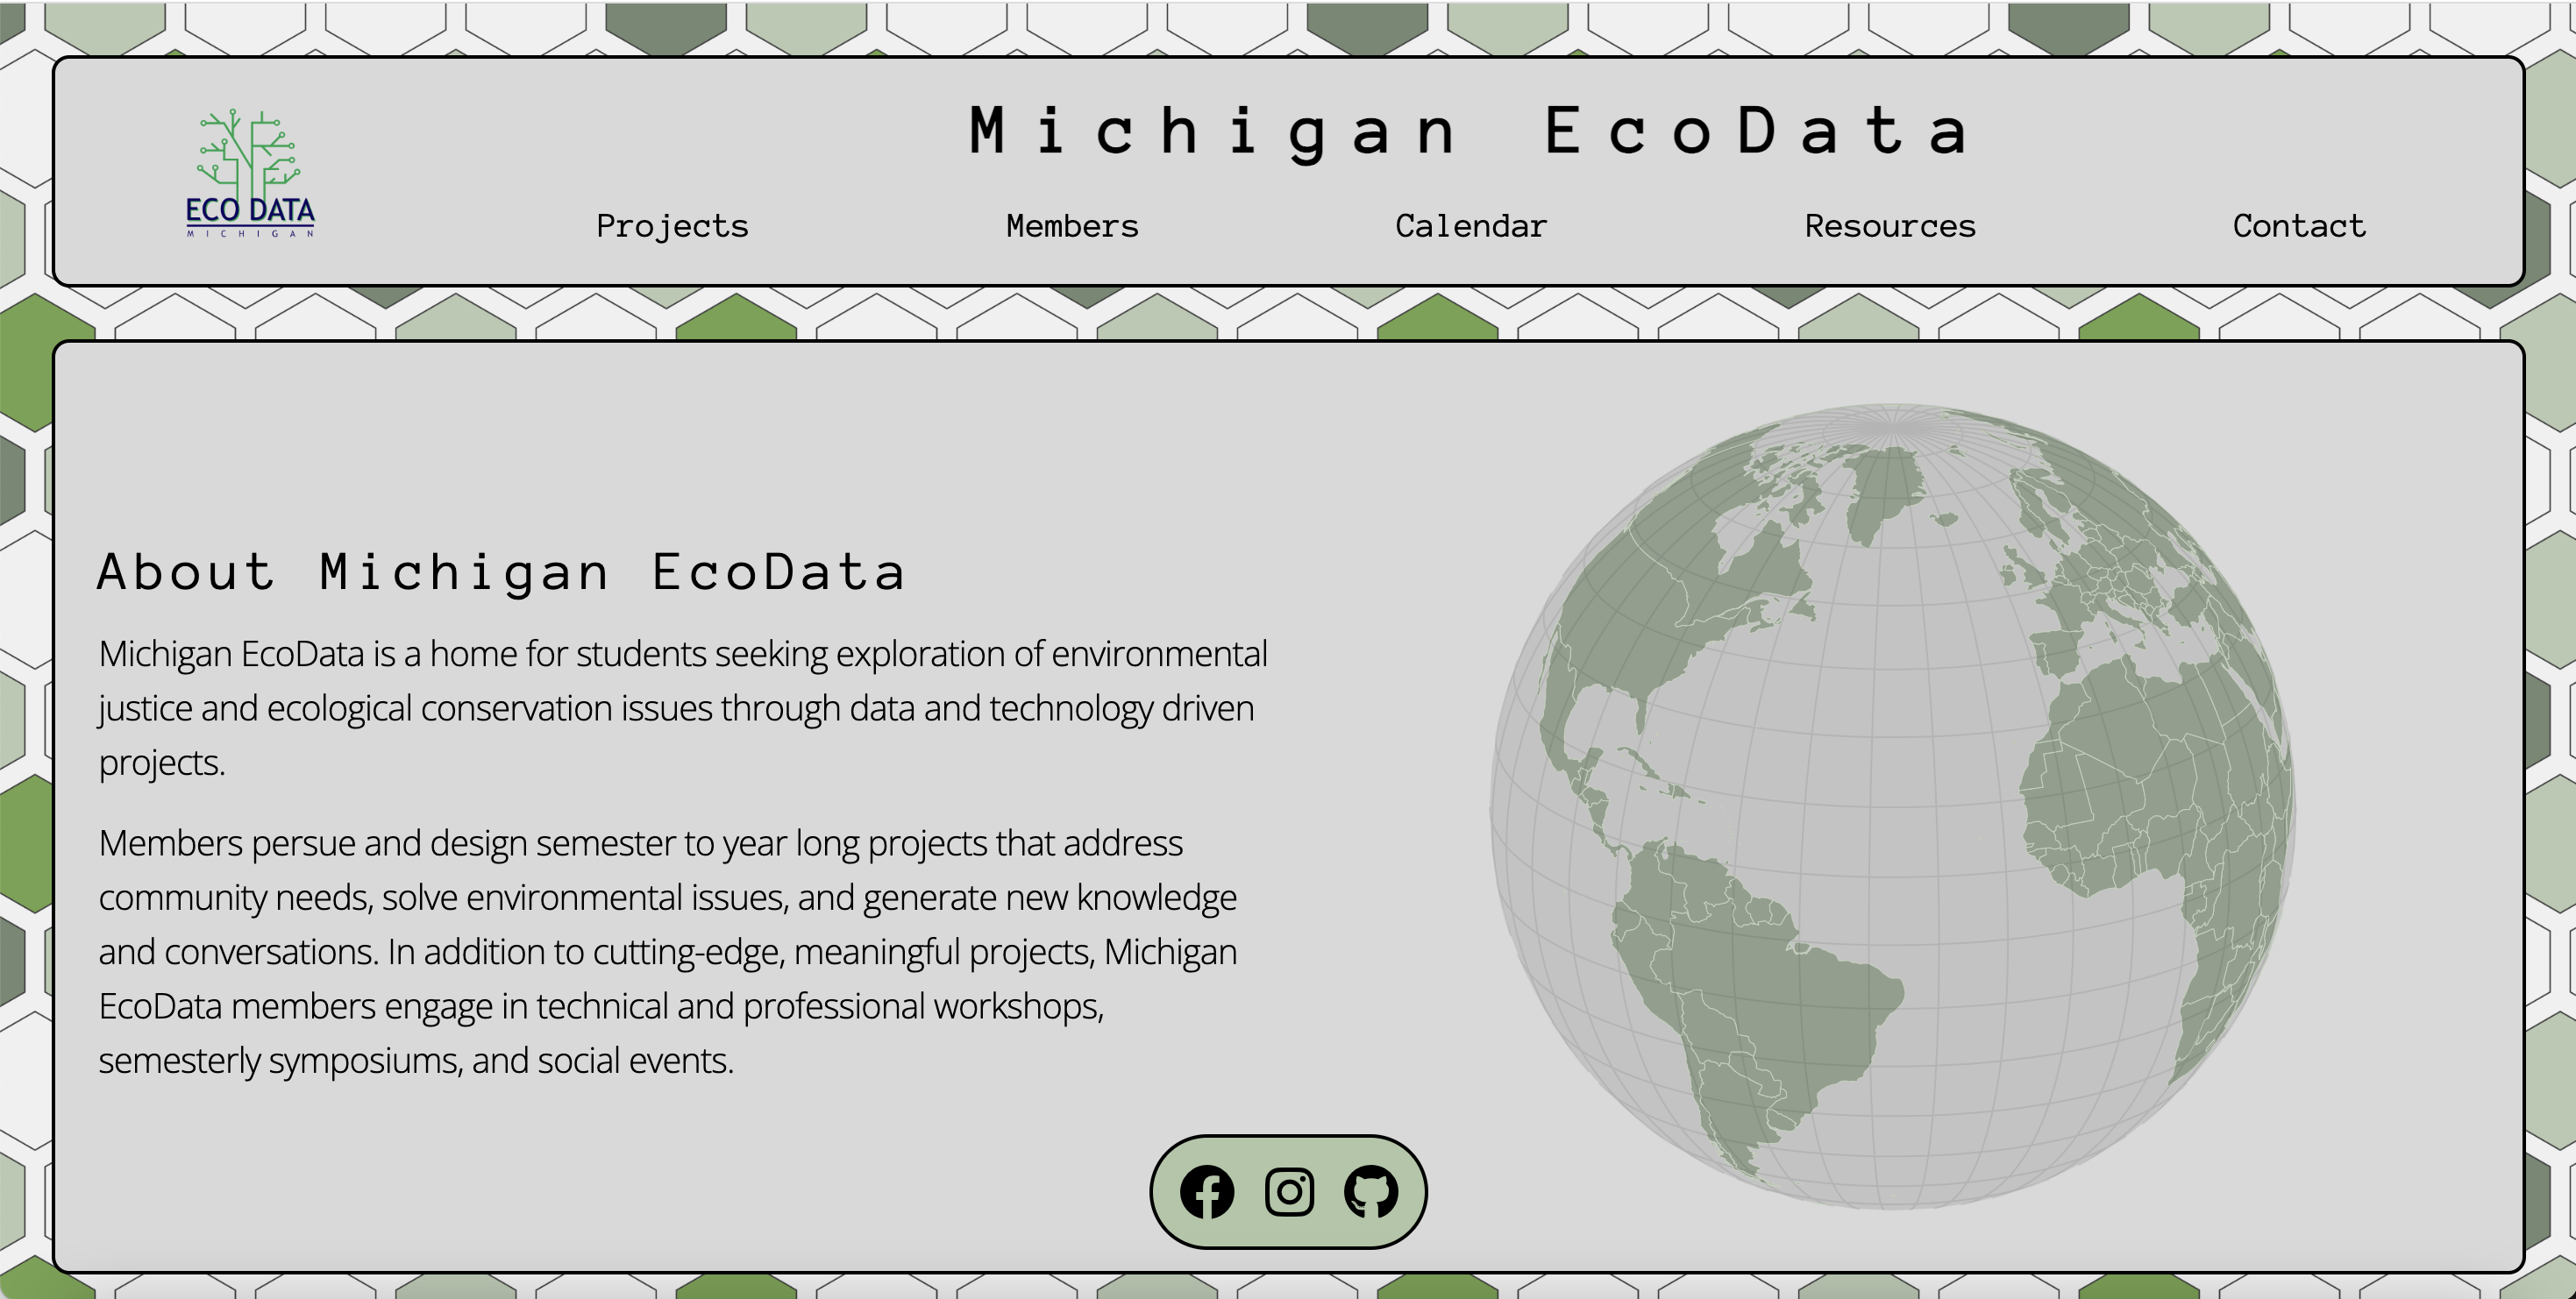 Michigan EcoData
ECO DATA
MICHIGAN
Projects Members Calendar Resources Contact
About Michigan EcoData
Michigan EcoData is a home for students seeking exploration of environmental
justice and ecological conservation issues through data and technology driven
projects.
Members persue and design semester to year long projects that address
community needs, solve environmental issues, and generate new knowledge
and conversations. In addition to cutting-edge, meaningful projects, Michigan
EcoData members engage in technical and professional workshops,
semesterly symposiums, and social events.